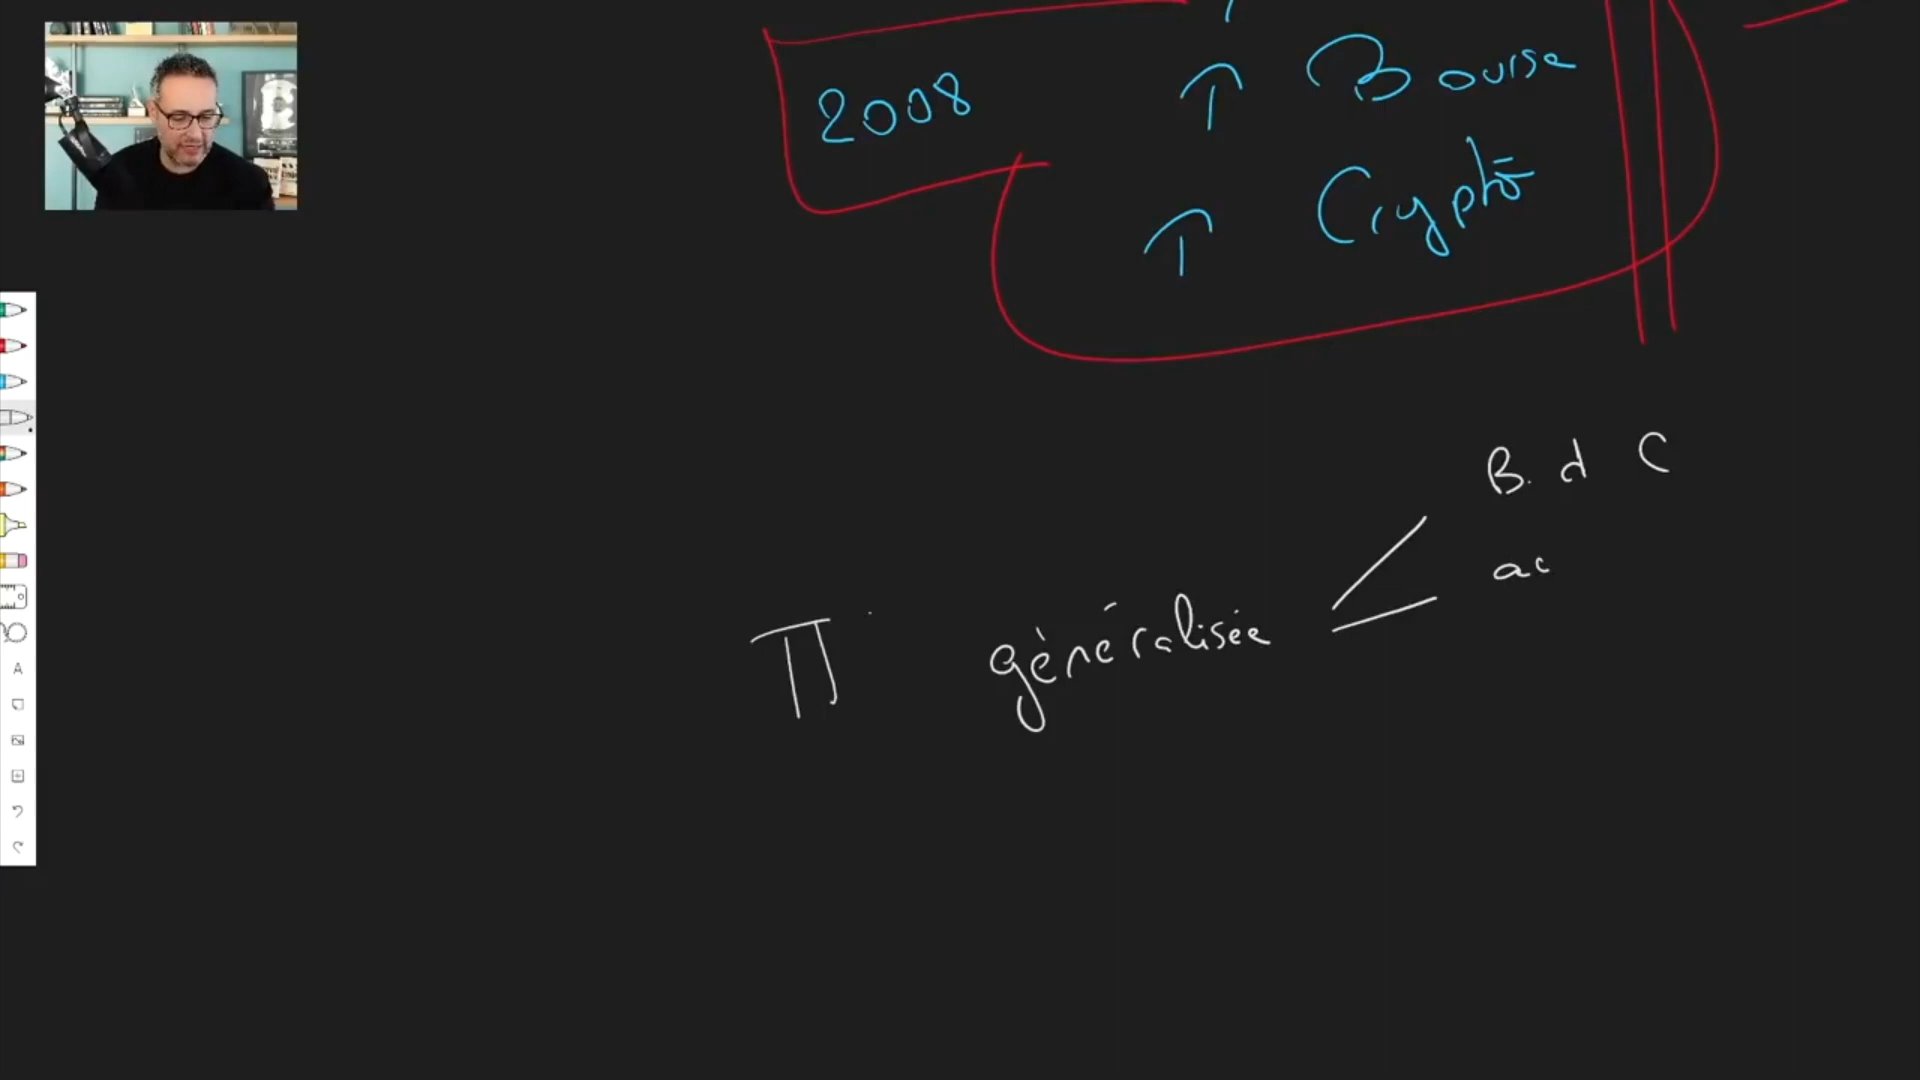 2008 ↑ Bourse
↑ Crypto
B. d C
ac
Π généralisée
A